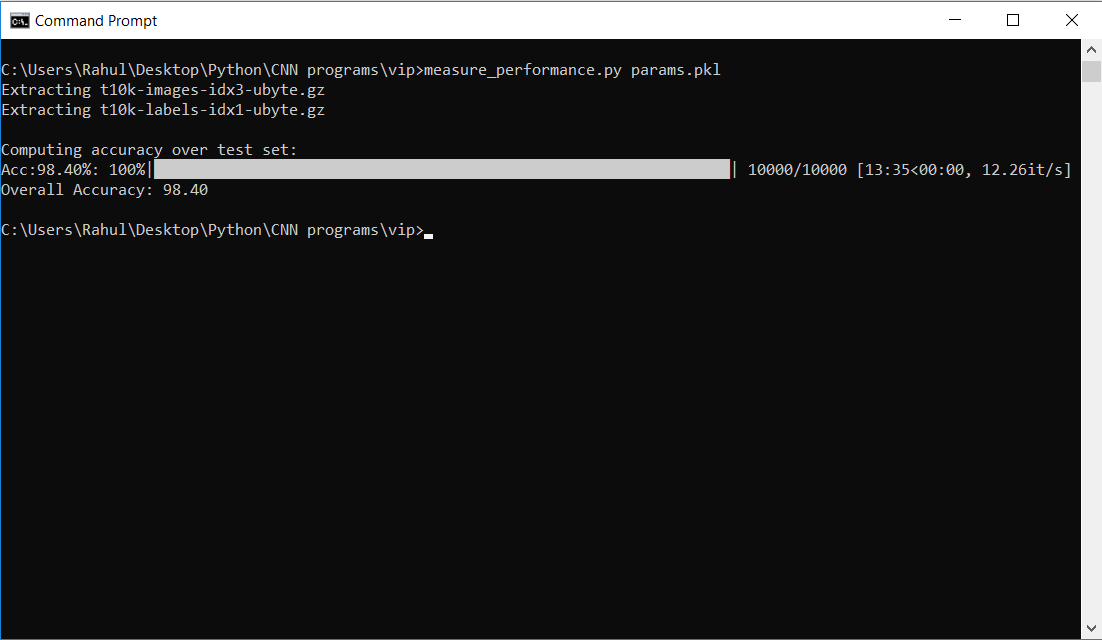 Command Prompt
C:\Users\Rahul\Desktop\Python\CNN programs\vip>measure_performance.py params.pkl
Extracting t10k-images-idx3-ubyte.gz
Extracting t10k-labels-idx1-ubyte.gz
Computing accuracy over test set:
Acc:98.40%: 100%|| 10000/10000 [13:35<00:00, 12.26it/s]
Overall Accuracy: 98.40
C:\Users\Rahul\Desktop\Python\CNN programs\vip>